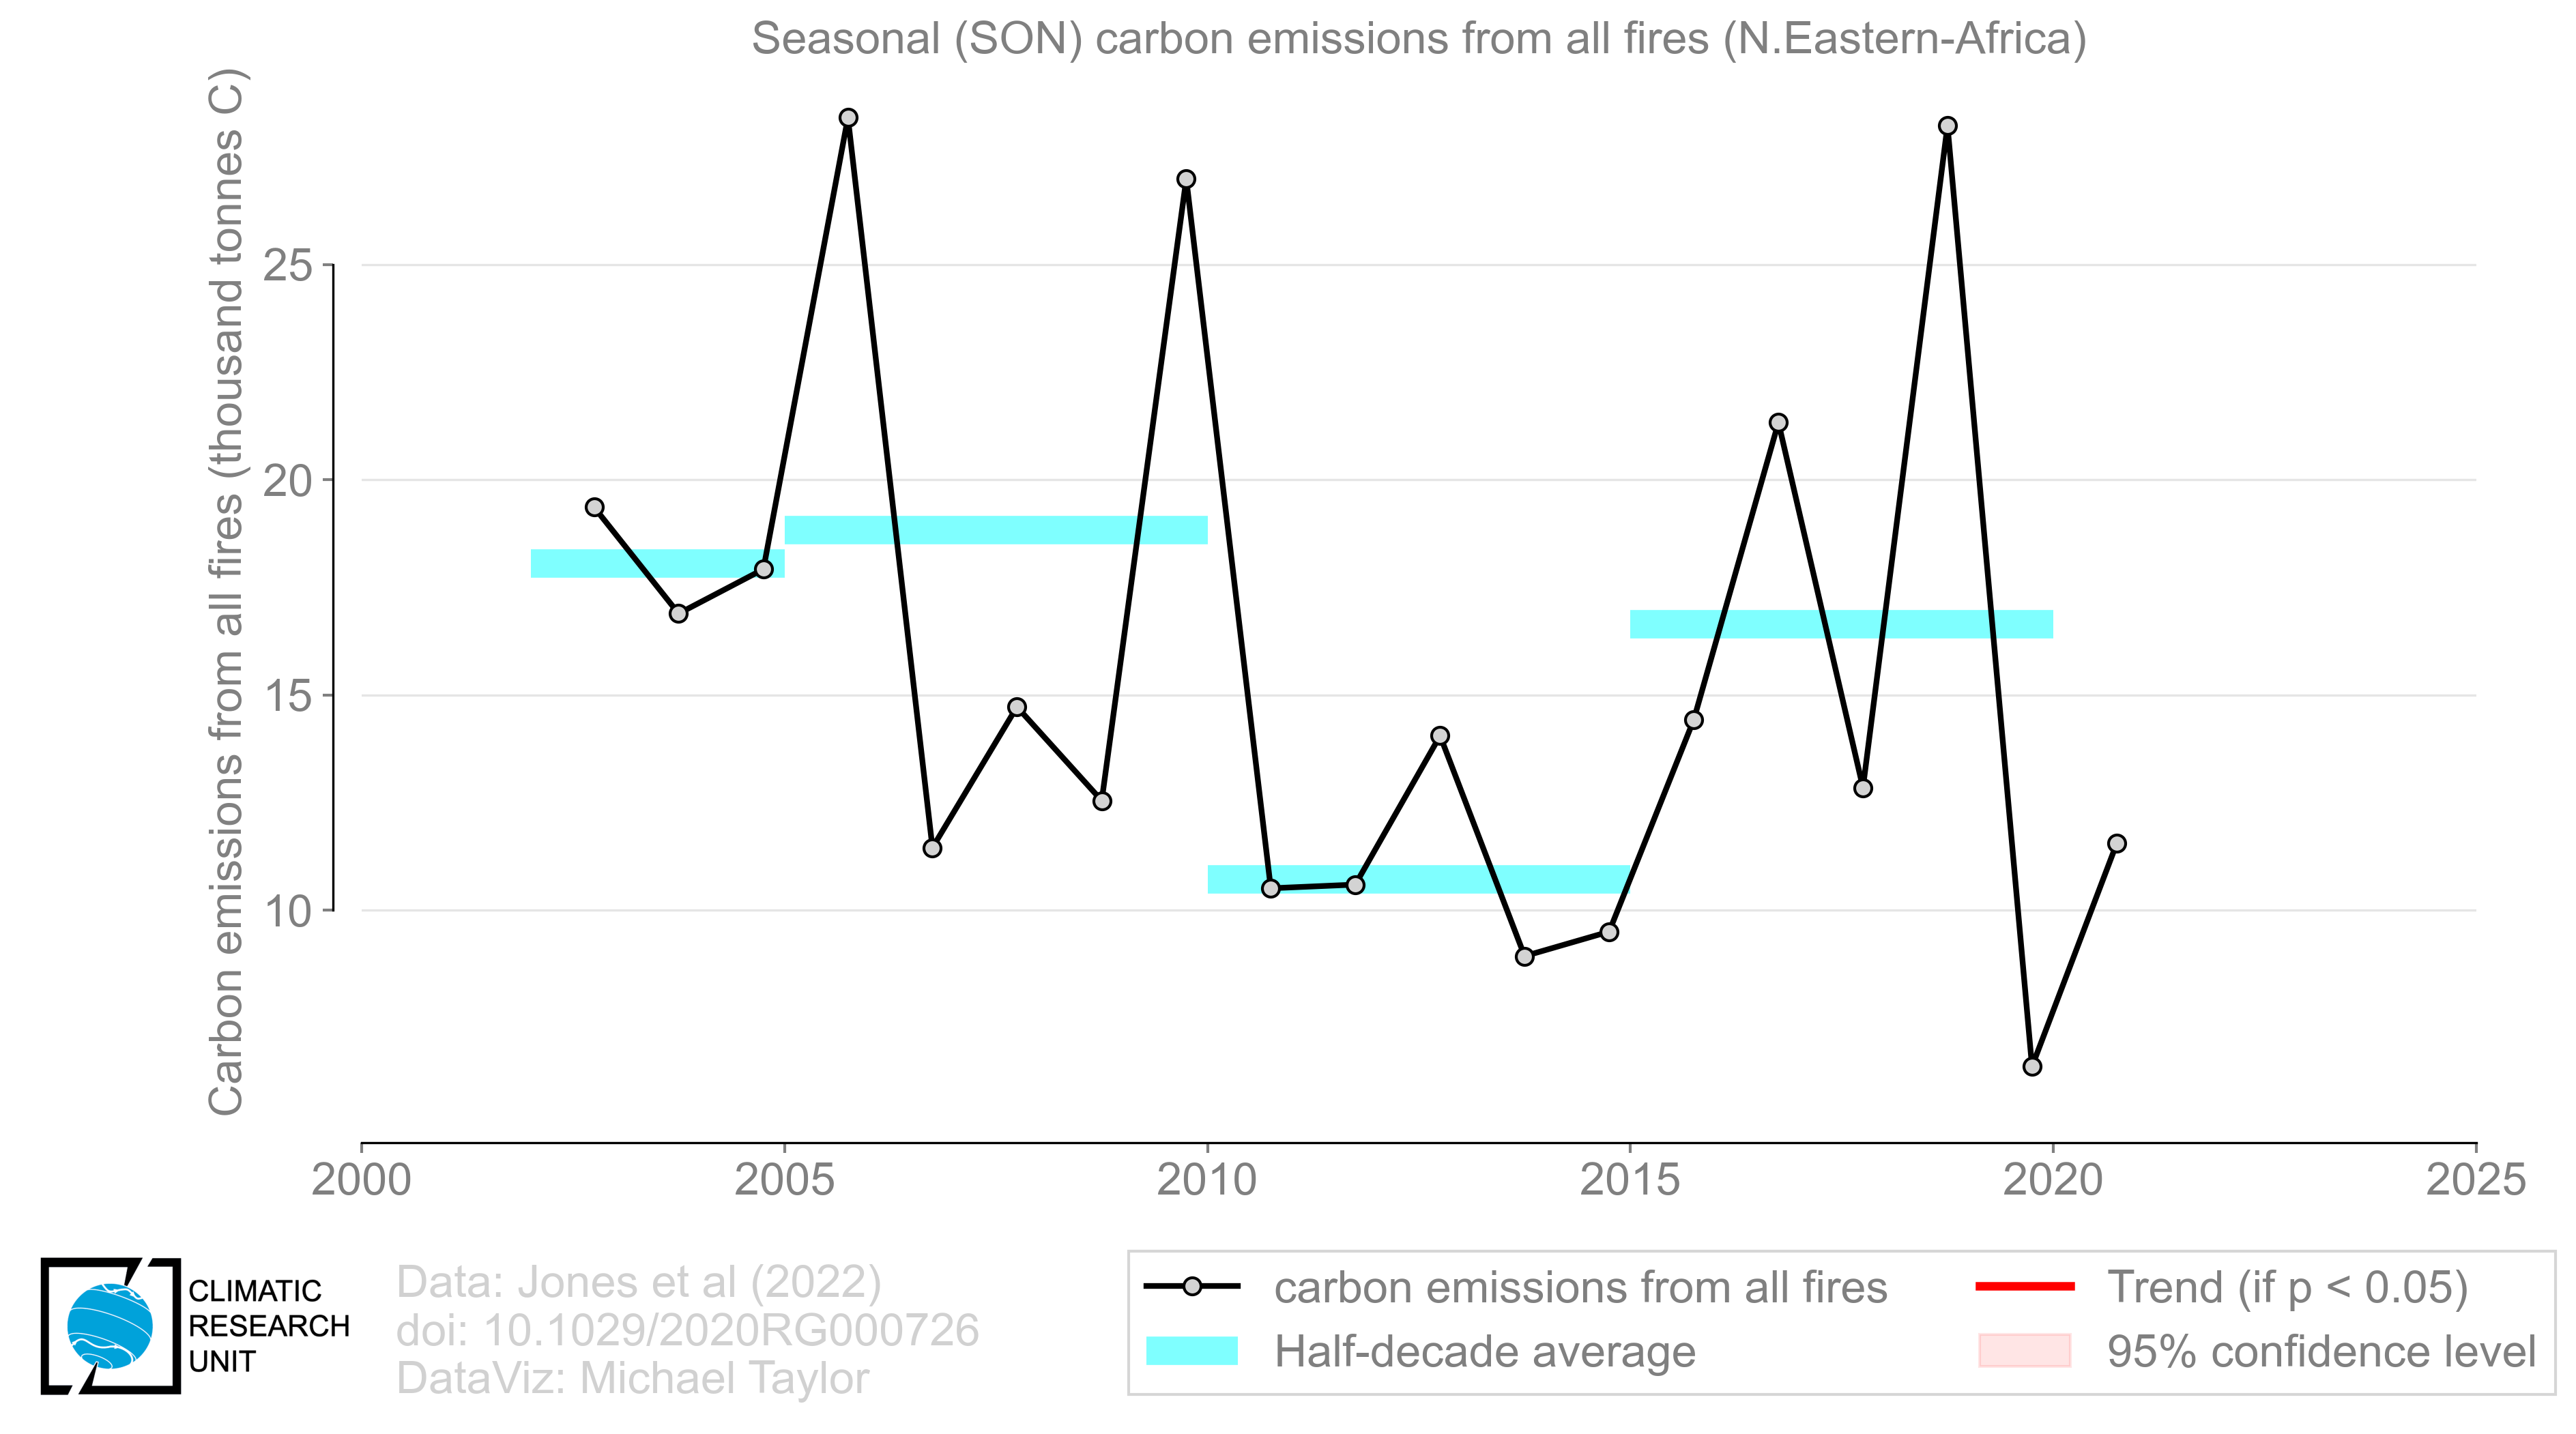 Seasonal (SON) carbon emissions from all fires (N.Eastern-Africa)
Carbon emissions from all fires (thousand tonnes C)
25
20
15
10
2000
2005
2010
2015
2020
2025
CLIMATIC
RESEARCH
UNIT
Data: Jones et al (2022)
doi: 10.1029/2020RG000726
DataViz: Michael Taylor
carbon emissions from all fires
Half-decade average
Trend (if p < 0.05)
95% confidence level